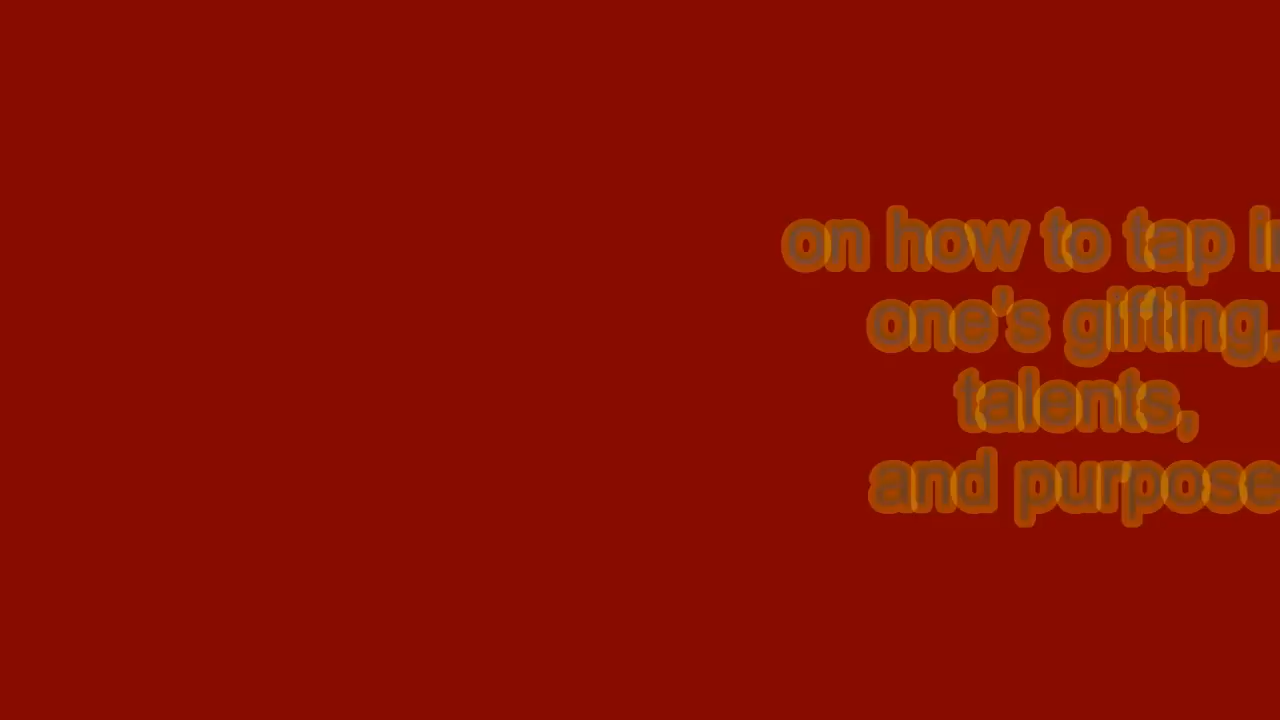 on how to tap
one's gifting,
talents,
and purpose